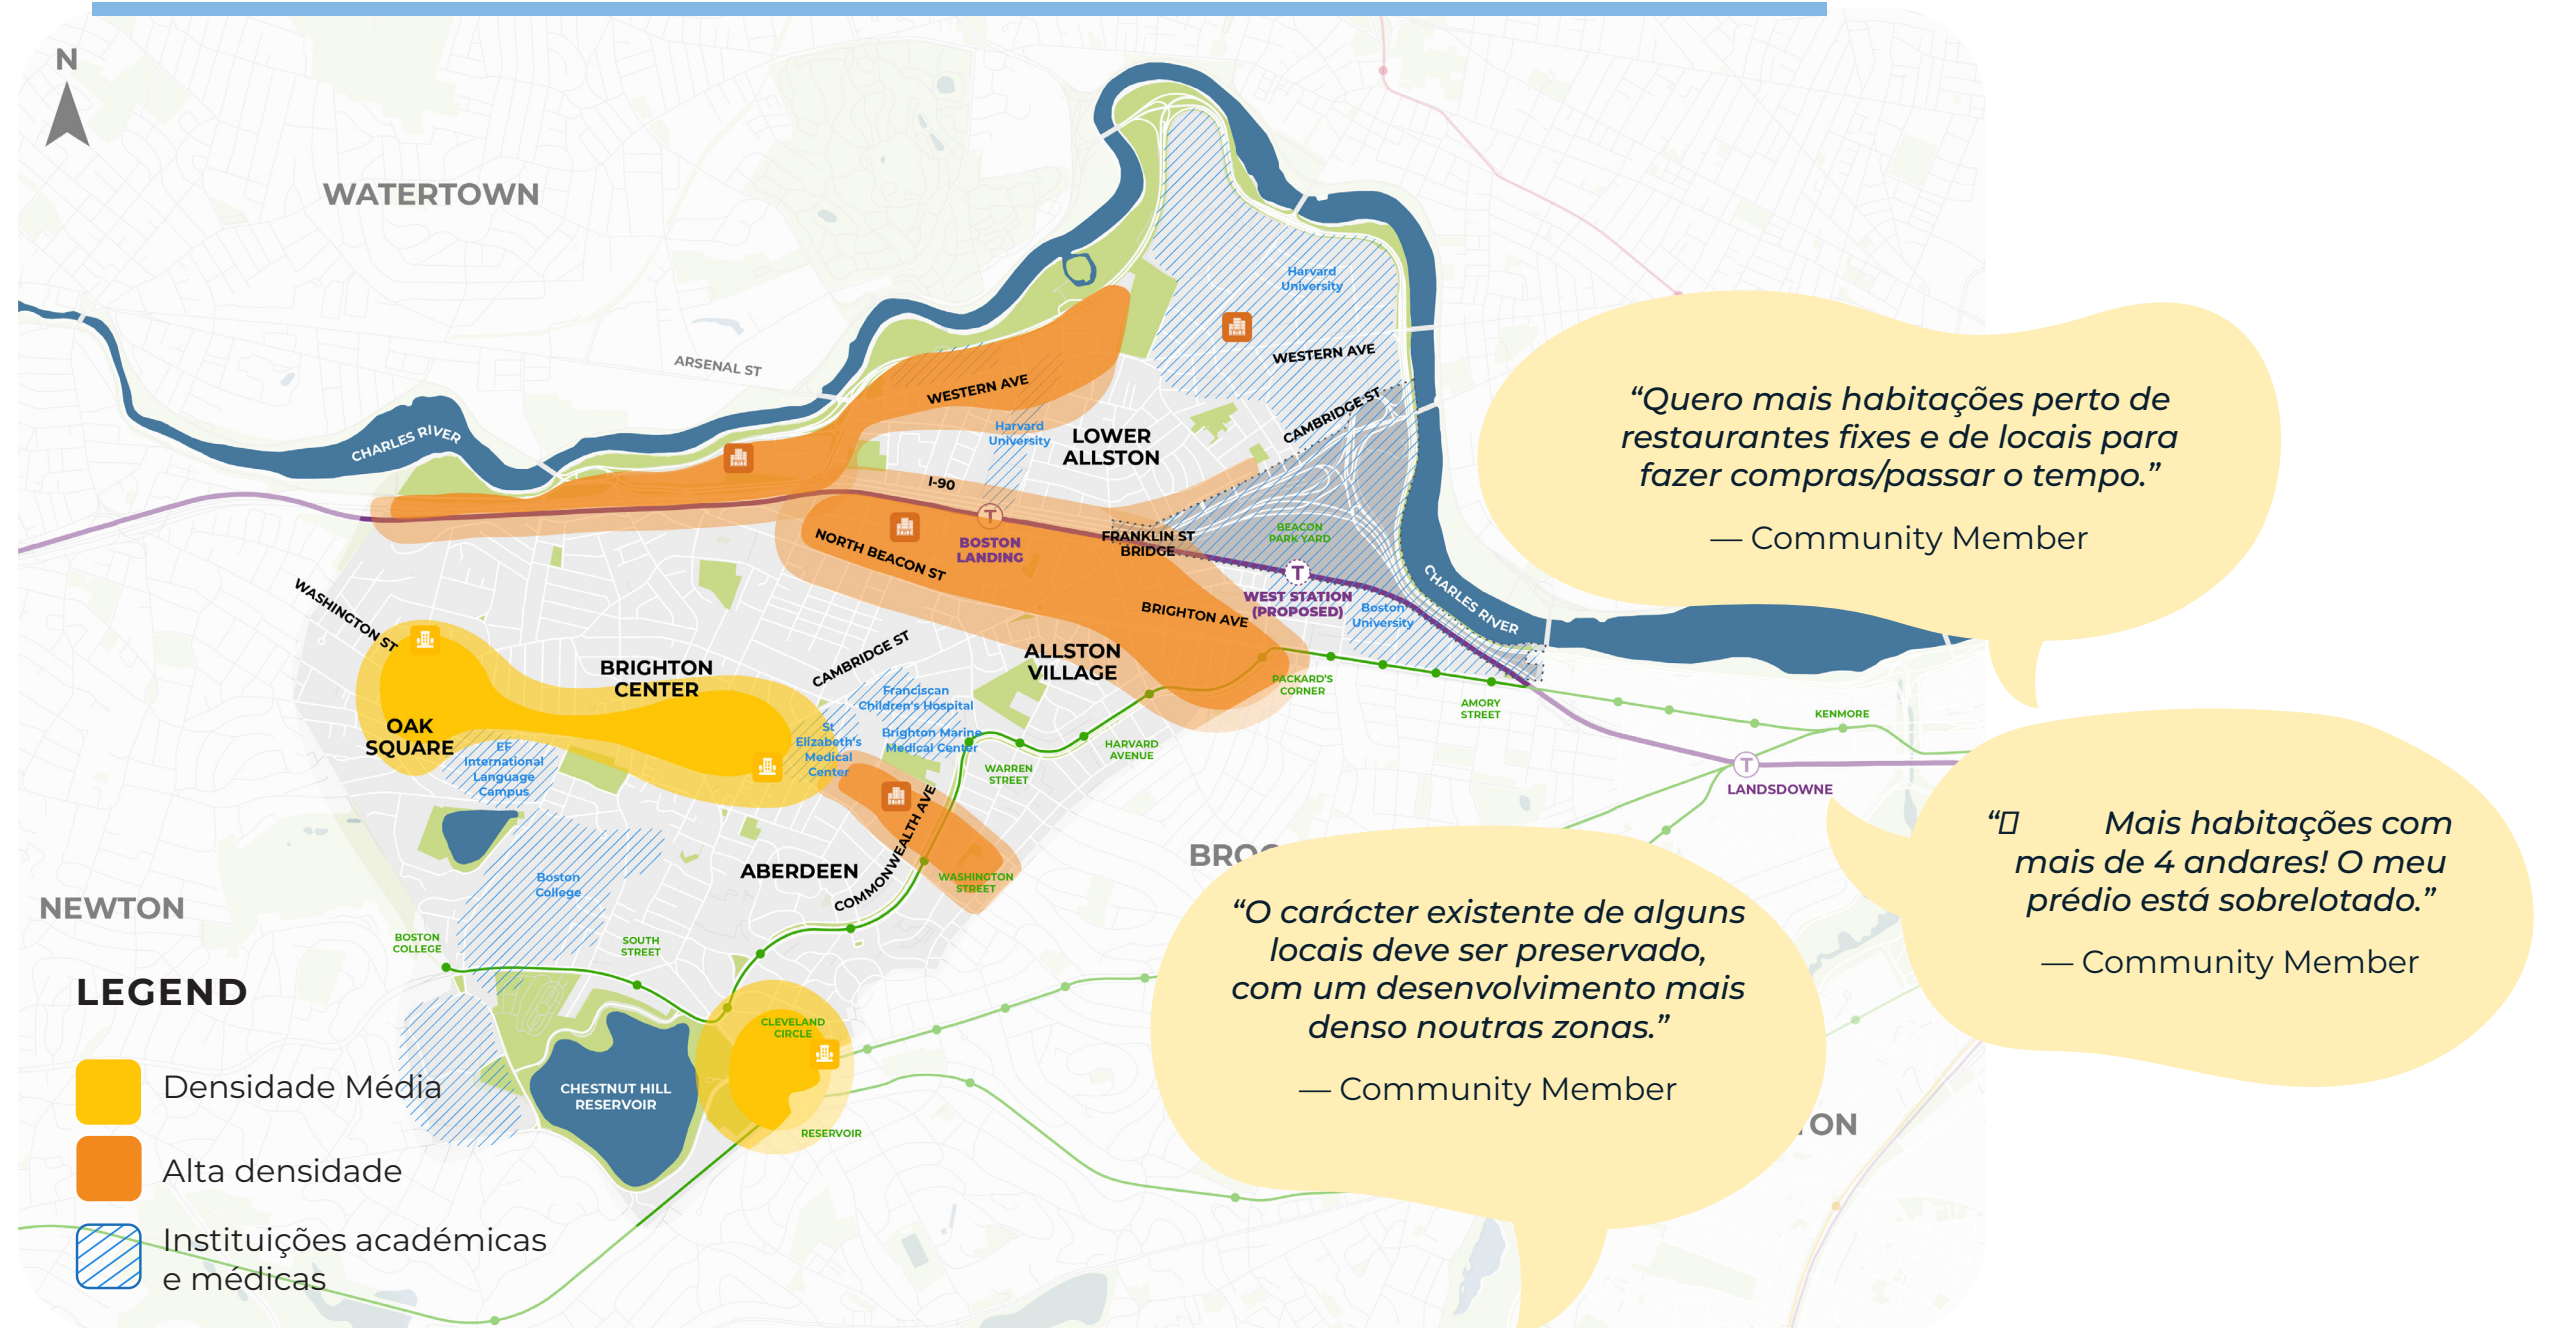 N
WATERTOWN
ARSENAL ST
CHARLES RIVER
Harvard
University
WESTERN AVE
WESTERN AVE
CAMBRIDGE ST
Harvard
University
LOWER
ALLSTON
I-90
T
BOSTON
LANDING
NORTH BEACON ST
FRANKLIN ST
BRIDGE
BEACON
PARK YARD
T
WEST STATION
(PROPOSED)
Boston
University
CHARLES RIVER
BRIGHTON AVE
WASHINGTON ST
BRIGHTON
CENTER
CAMBRIDGE ST
ALLSTON
VILLAGE
PACKARD'S
CORNER
AMORY
STREET
KENMORE
T
LANDSDOWNE
OAK
SQUARE
EF
International
Language
Campus
Franciscan
Children's Hospital
St
Elizabeth's
Medical
Center
Brighton Marine
Medical Center
HARVARD
AVENUE
WARREN
STREET
COMMONWEALTH AVE
WASHINGTON
STREET
ABERDEEN
Boston
College
NEWTON
BOSTON
COLLEGE
SOUTH
STREET
CLEVELAND
CIRCLE
CHESTNUT HILL
RESERVOIR
RESERVOIR
BROO
TON
“Quero mais habitações perto de
restaurantes fixes e de locais para
fazer compras/passar o tempo.”
— Community Member
“ Mais habitações com
mais de 4 andares! O meu
prédio está sobrelotado.”
— Community Member
“O carácter existente de alguns
locais deve ser preservado,
com um desenvolvimento mais
denso noutras zonas.”
— Community Member
LEGEND
Densidade Média
Alta densidade
Instituições académicas
e médicas